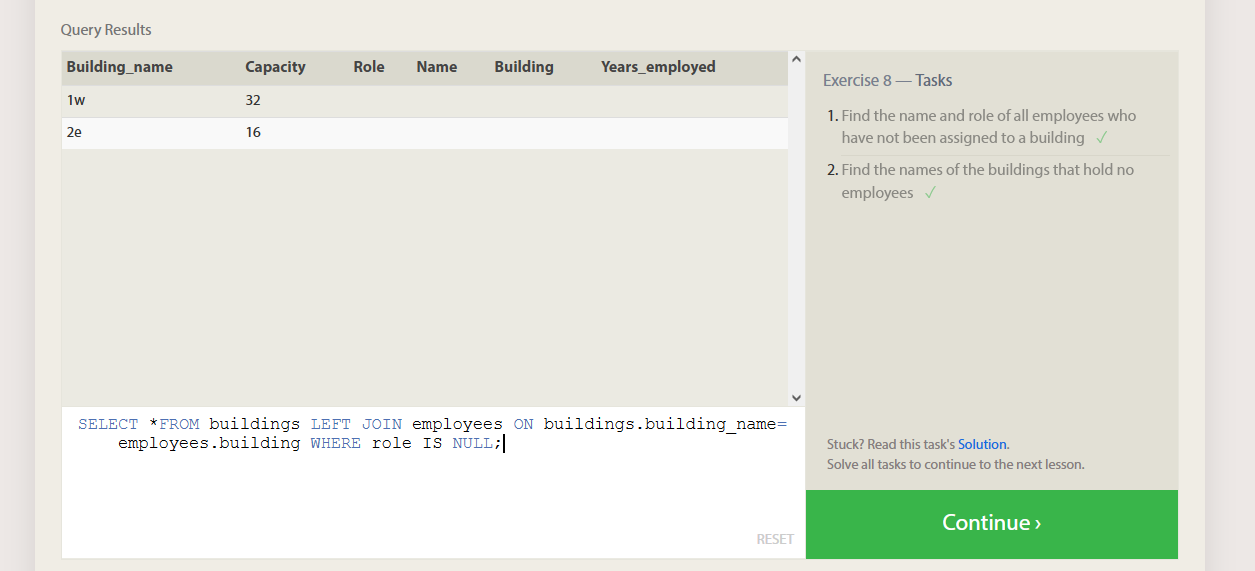 Query Results
Building_name Capacity Role Name Building Years_employed
1w 32
2e 16
Exercise 8 — Tasks
1. Find the name and role of all employees who
have not been assigned to a building ✓
2. Find the names of the buildings that hold no
employees ✓
SELECT *FROM buildings LEFT JOIN employees ON buildings.building_name=
employees.building WHERE role IS NULL;
RESET
Stuck? Read this task's Solution.
Solve all tasks to continue to the next lesson.
Continue ›